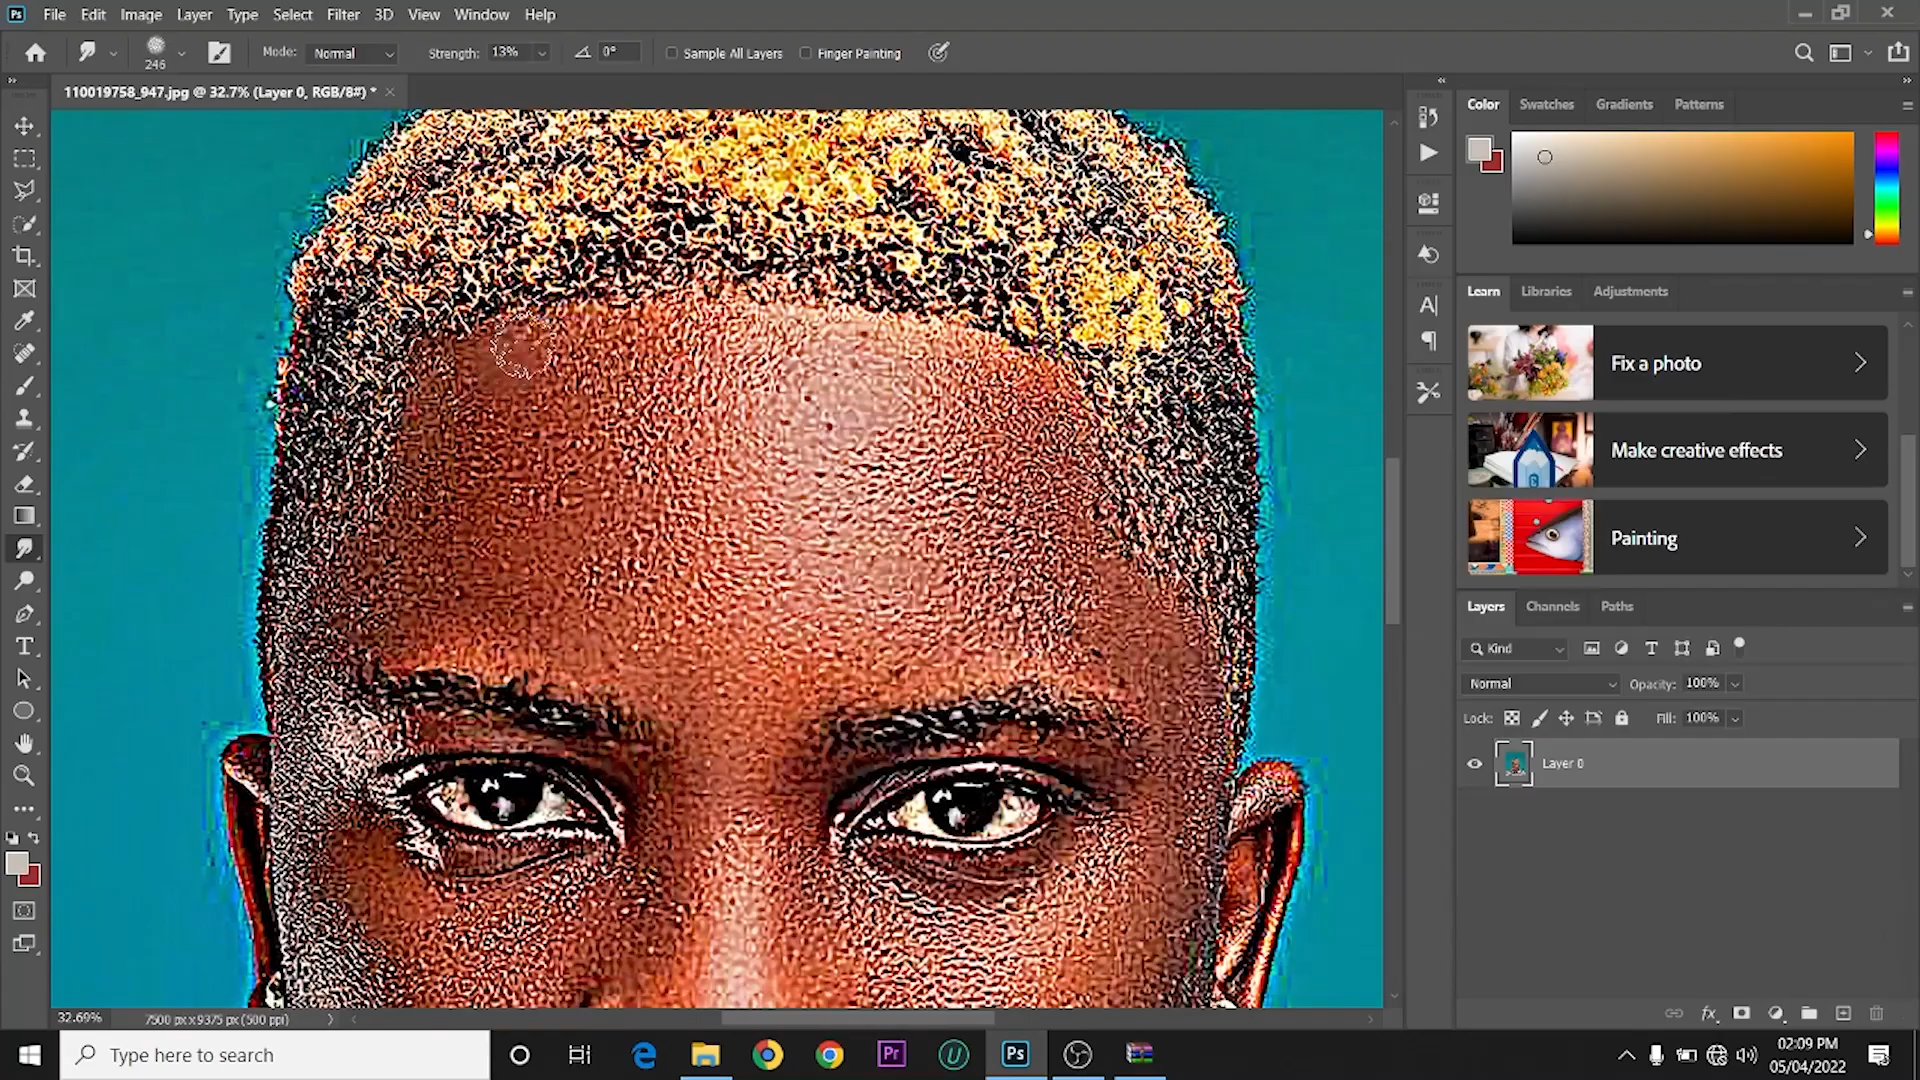 Ps File Edit Image Layer Type Select Filter 3D View Window Help
246 Mode: Normal Strength: 13% 0° Sample All Layers Finger Painting
110019758_947.jpg @ 32.7% (Layer 0, RGB/8#) *
Color Swatches Gradients Patterns
Learn Libraries Adjustments
Fix a photo
Make creative effects
Painting
Layers Channels Paths
Kind
Normal Opacity: 100%
Lock: Fill: 100%
Layer 0
32.69% 7500 px x 9375 px (500 ppi)
Type here to search
Pr
Ps
02:09 PM
05/04/2022